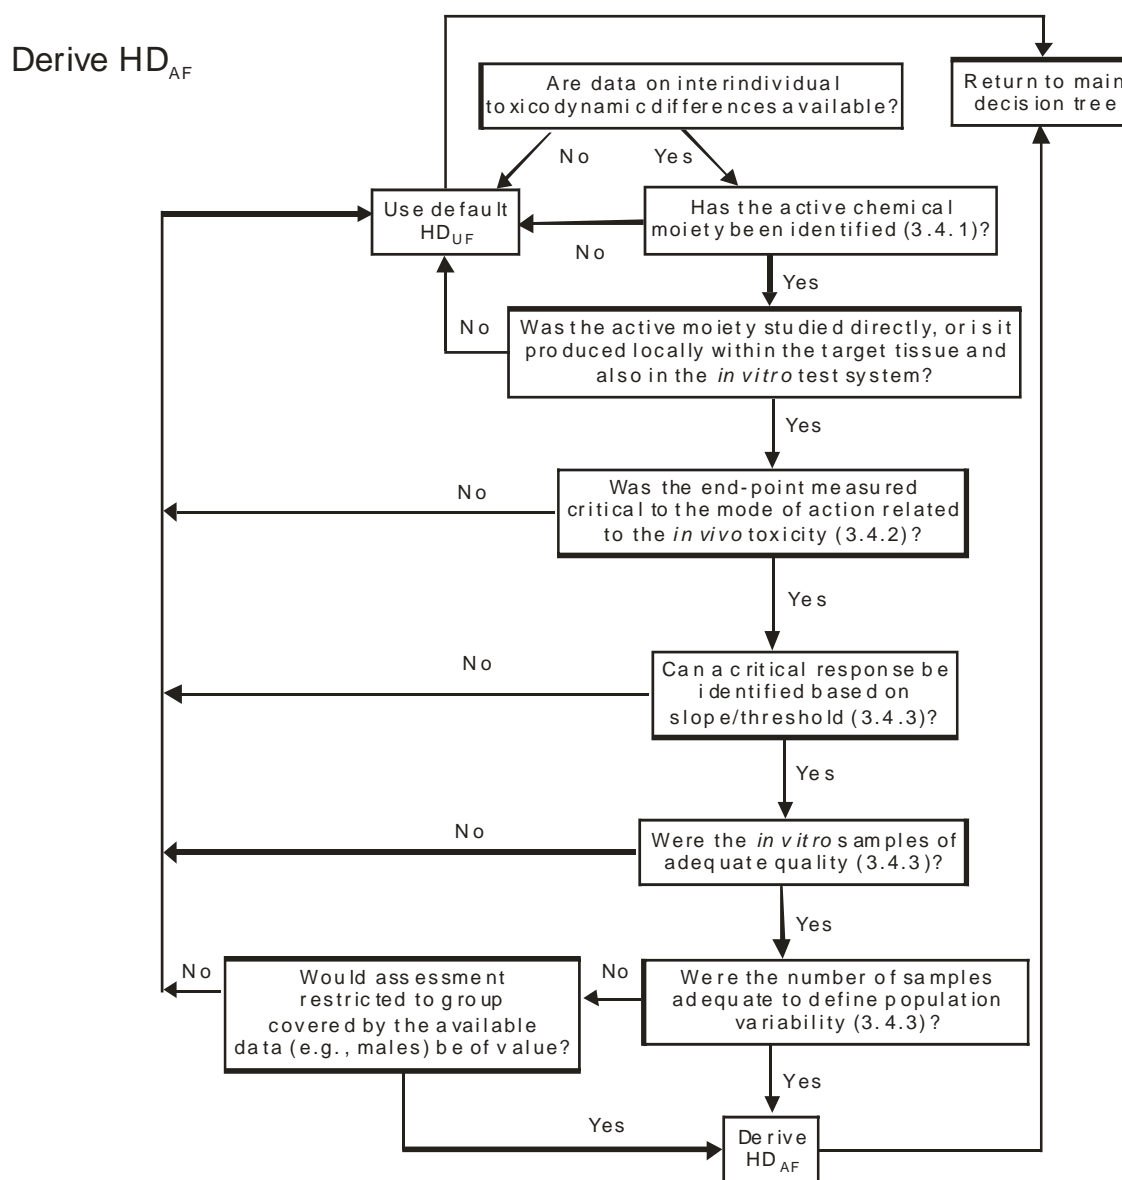 Derive HD_AF
Are data on interindividual
toxicodynamic differences available?
Return to main
decision tree
No
Yes
Use default
HD_UF
Has the active chemical
moiety been identified (3.4.1)?
No
Yes
No
Was the active moiety studied directly, or is it
produced locally within the target tissue and
also in the in vitro test system?
Yes
No
Was the end-point measured
critical to the mode of action related
to the in vivo toxicity (3.4.2)?
Yes
No
Can a critical response be
identified based on
slope/threshold (3.4.3)?
Yes
No
Were the in vitro samples of
adequate quality (3.4.3)?
Yes
No
Would assessment
restricted to group
covered by the available
data (e.g., males) be of value?
No
Were the number of samples
adequate to define population
variability (3.4.3)?
Yes
Yes
Derive
HD_AF